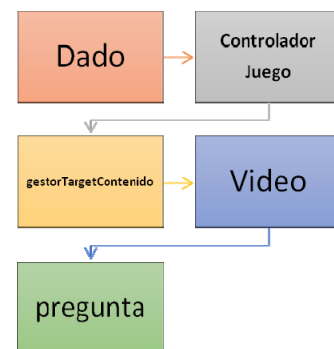 Dado
Controlador
Juego
gestorTargetContenido
Video
pregunta